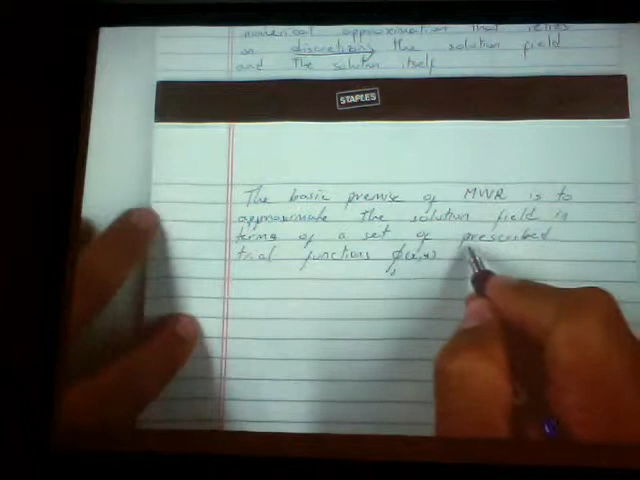 numerical approximation that relies
on discretizing the solution field
and the solution itself
STAPLES
The basic premise of MWR is to
approximate the solution field in
terms of a set of prescribed
trial functions